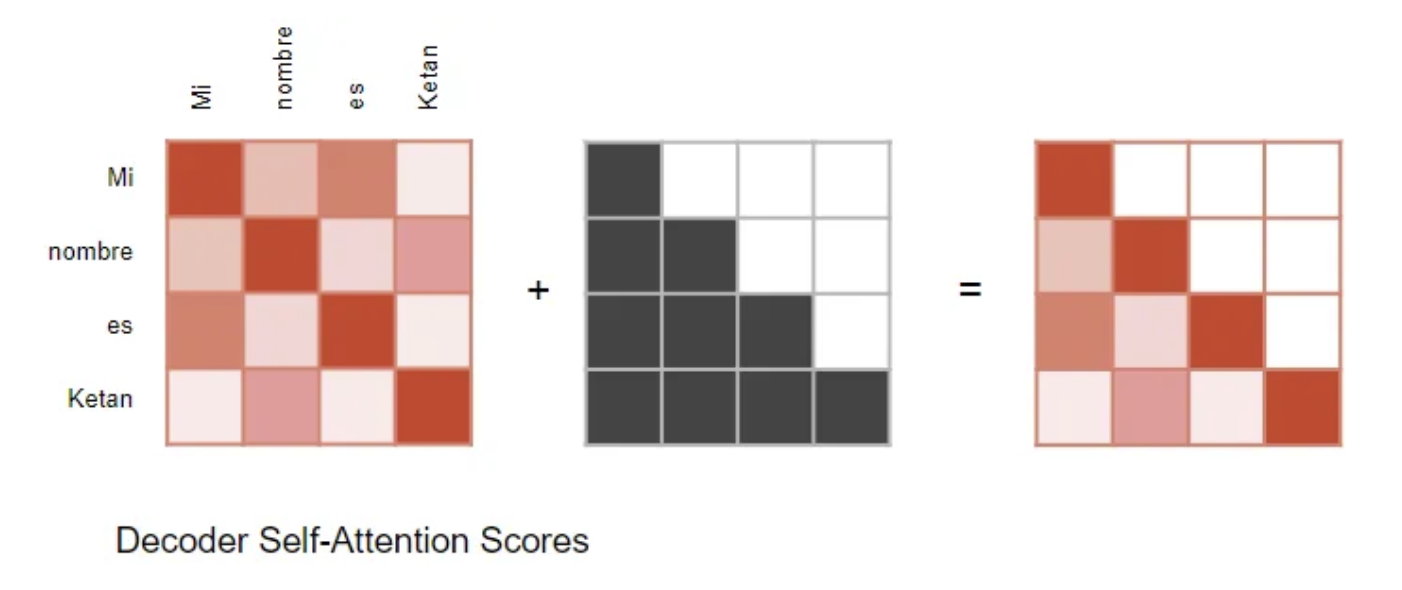 Mi nombre es Ketan
Mi
nombre
es
Ketan
+
=
Decoder Self-Attention Scores